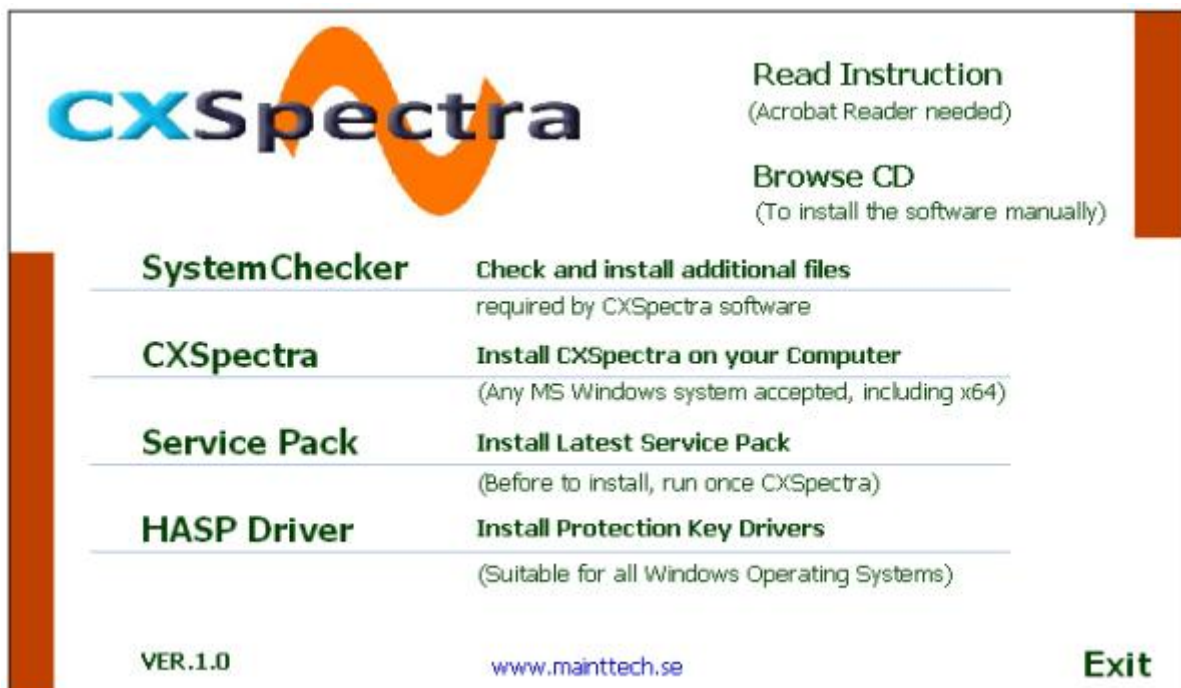 CXSpectra
Read Instruction
(Acrobat Reader needed)
Browse CD
(To install the software manually)
SystemChecker Check and install additional files
required by CXSpectra software
CXSpectra Install CXSpectra on your Computer
(Any MS Windows system accepted, including x64)
Service Pack Install Latest Service Pack
(Before to install, run once CXSpectra)
HASP Driver Install Protection Key Drivers
(Suitable for all Windows Operating Systems)
VER.1.0 www.mainttech.se Exit